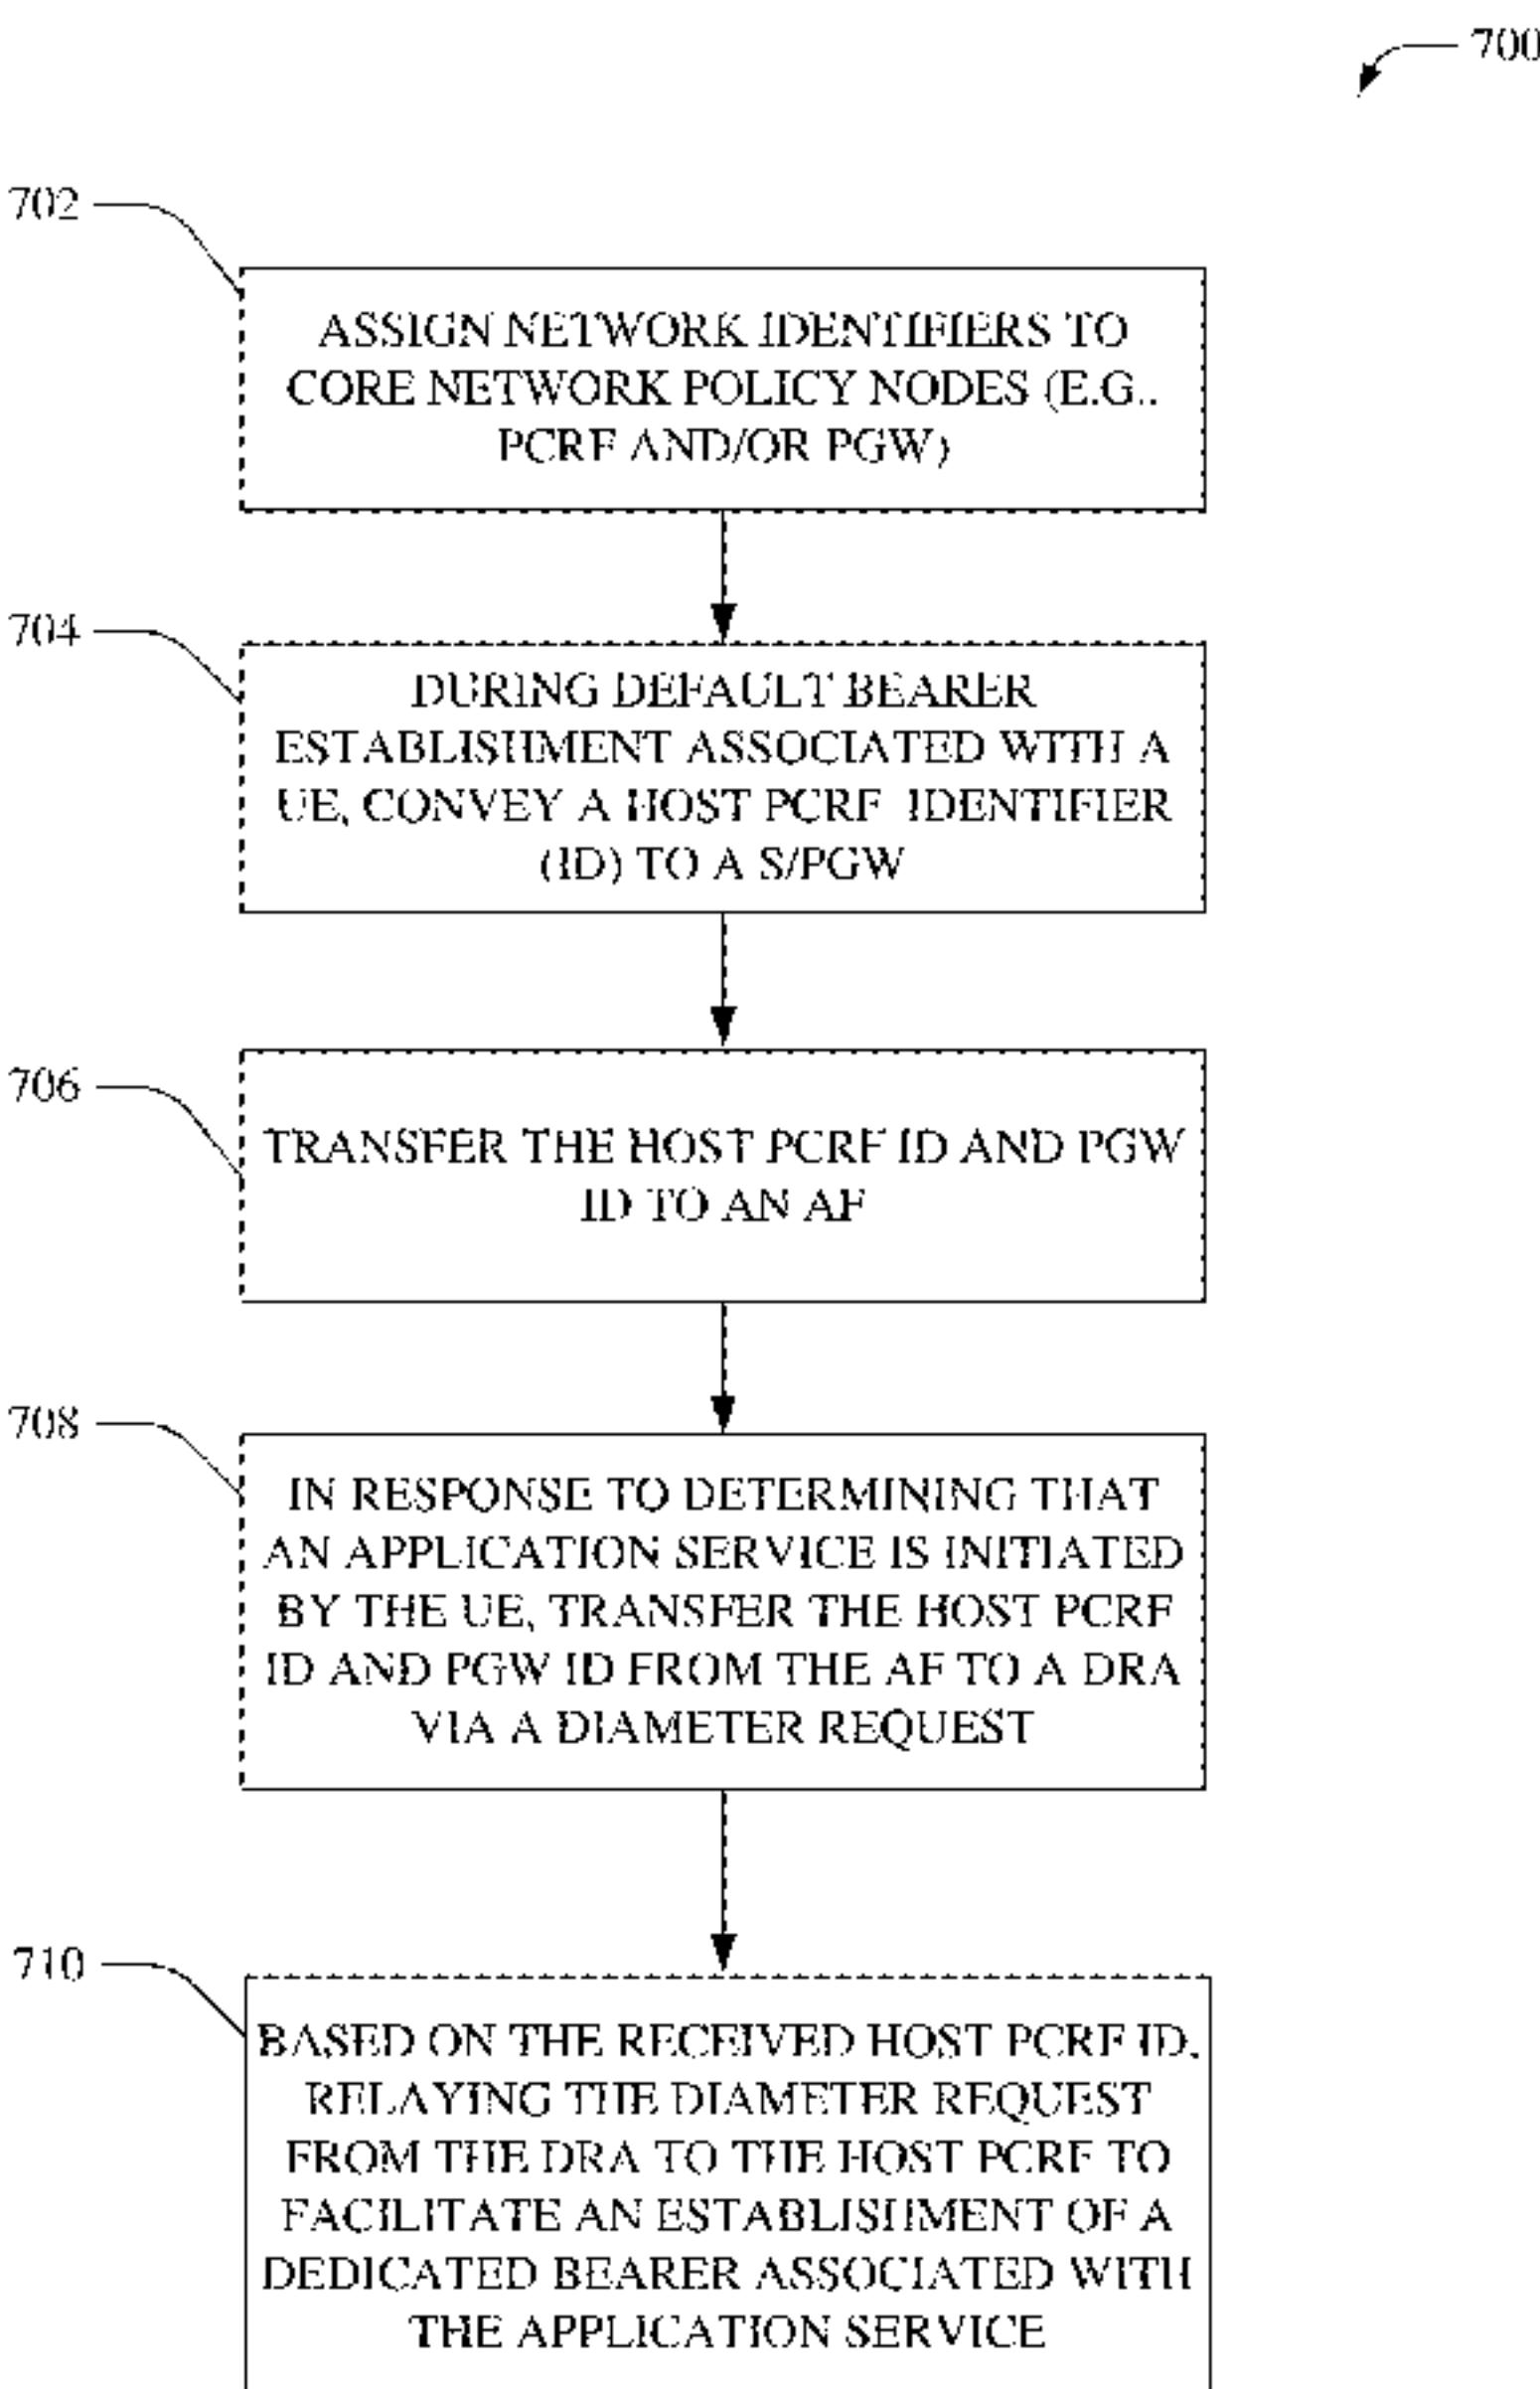 700
702
ASSIGN NETWORK IDENTIFIERS TO
CORE NETWORK POLICY NODES (E.G.,
PCRF AND/OR PGW)
704
DURING DEFAULT BEARER
ESTABLISHMENT ASSOCIATED WITH A
UE, CONVEY A HOST PCRF IDENTIFIER
(ID) TO A S/PGW
706
TRANSFER THE HOST PCRF ID AND PGW
ID TO AN AF
708
IN RESPONSE TO DETERMINING THAT
AN APPLICATION SERVICE IS INITIATED
BY THE UE, TRANSFER THE HOST PCRF
ID AND PGW ID FROM THE AF TO A DRA
VIA A DIAMETER REQUEST
710
BASED ON THE RECEIVED HOST PCRF ID,
RELAYING THE DIAMETER REQUEST
FROM THE DRA TO THE HOST PCRF TO
FACILITATE AN ESTABLISHMENT OF A
DEDICATED BEARER ASSOCIATED WITH
THE APPLICATION SERVICE